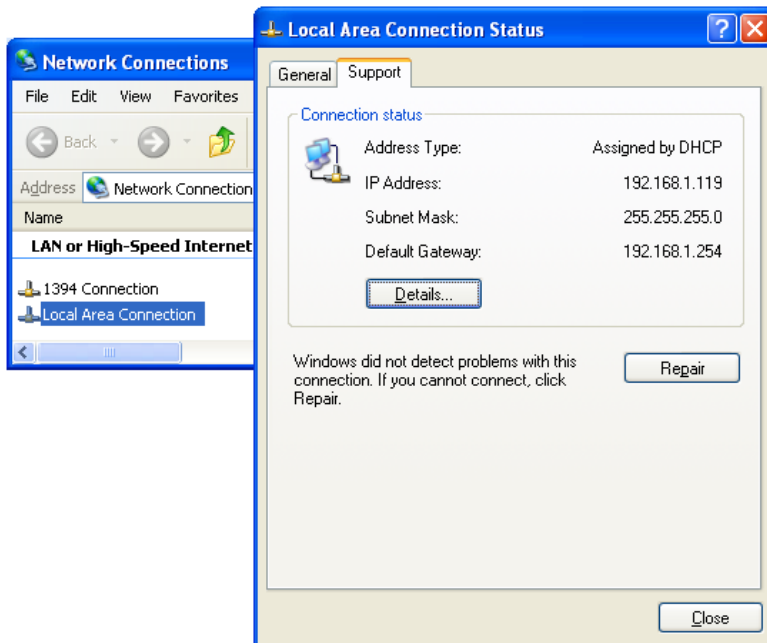 Network Connections
File Edit View Favorites
Back
Address Network Connection
Name
LAN or High-Speed Internet
1394 Connection
Local Area Connection
Local Area Connection Status
General Support
Connection status
Address Type: Assigned by DHCP
IP Address: 192.168.1.119
Subnet Mask: 255.255.255.0
Default Gateway: 192.168.1.254
Details...
Windows did not detect problems with this
connection. If you cannot connect, click
Repair.
Repair
Close